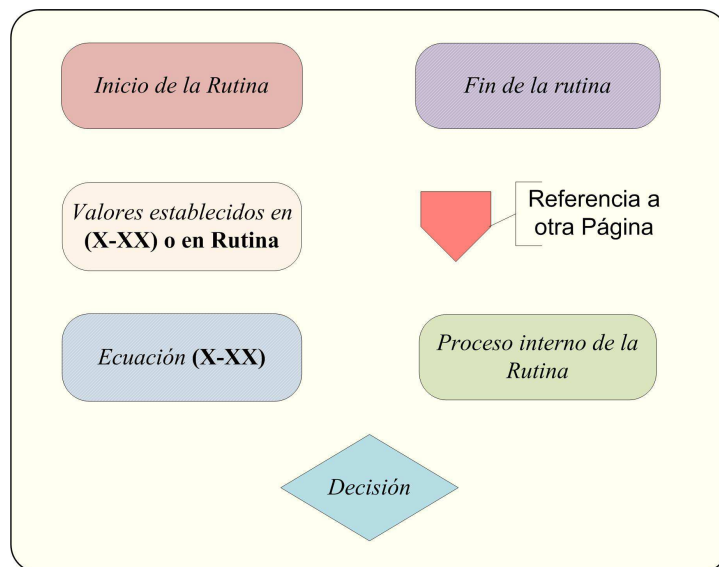 Inicio de la Rutina
Fin de la rutina
Valores establecidos en
(X-XX) o en Rutina
Referencia a
otra Página
Ecuación (X-XX)
Proceso interno de la
Rutina
Decisión